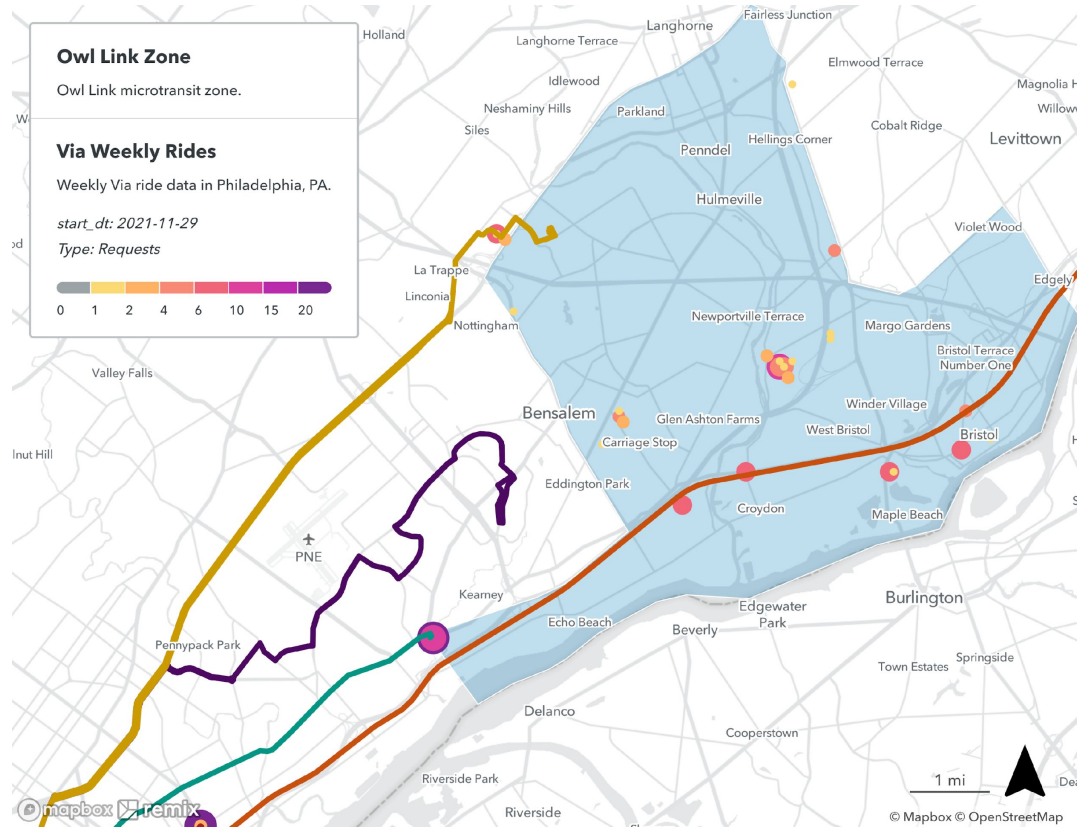 Owl Link Zone
Owl Link microtransit zone.
Via Weekly Rides
Weekly Via ride data in Philadelphia, PA.
start_dt: 2021-11-29
Type: Requests
0 1 2 4 6 10 15 20
Fairless Junction
Langhorne
Holland
Langhorne Terrace
Elmwood Terrace
Idlewood
Magnolia H
Neshaminy Hills
Parkland
Willow
Siles
Cobalt Ridge
Hellings Corner
Levittown
Penndel
Hulmeville
Violet Wood
La Trappe
Edgely
Linconia
Nottingham
Newportville Terrace
Margo Gardens
Bristol Terrace
Number One
Valley Falls
Winder Village
Bensalem
Glen Ashton Farms
West Bristol
Bristol
Carriage Stop
lnut Hill
Eddington Park
Croydon
Maple Beach
PNE
Kearney
Burlington
Edgewater
Park
Echo Beach
Beverly
Pennypack Park
Springside
Town Estates
Delanco
Cooperstown
Riverside Park
1 mi
Riverside
mapbox remix
© Mapbox © OpenStreetMap